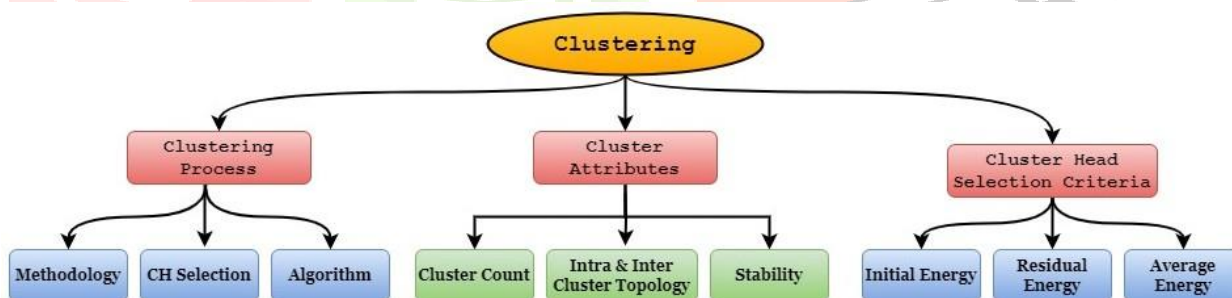 Clustering
Clustering
Process
Cluster
Attributes
Cluster Head
Selection Criteria
Methodology
CH Selection
Algorithm
Cluster Count
Intra & Inter
Cluster Topology
Stability
Initial Energy
Residual
Energy
Average
Energy